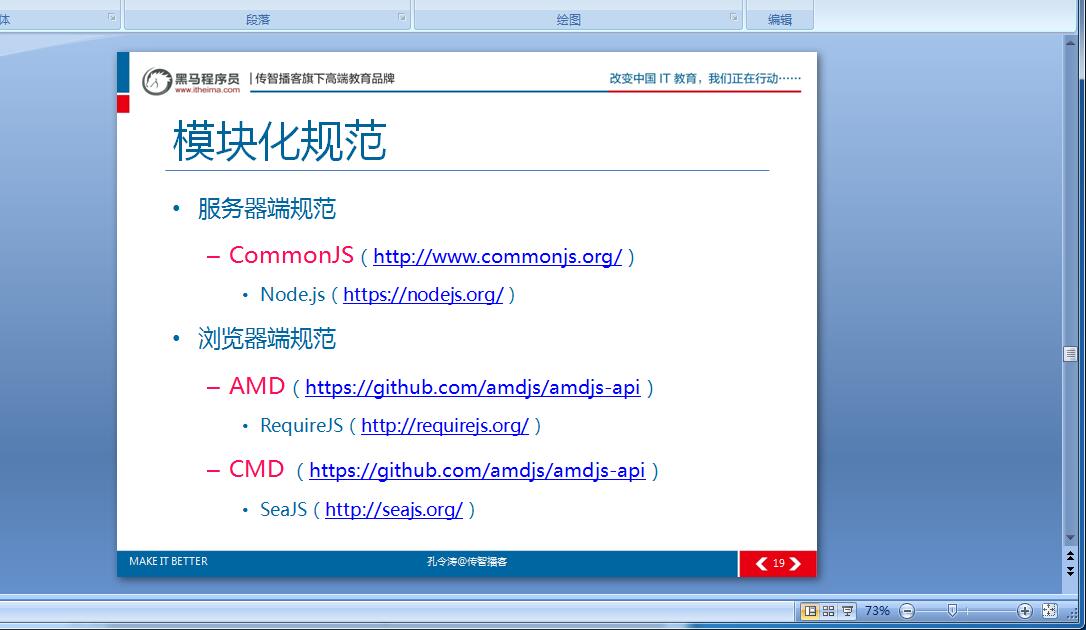 体
段落
绘图
编辑
黑马程序员
www.itheima.com
传智播客旗下高端教育品牌
改变中国 IT 教育，我们正在行动……
模块化规范
• 服务器端规范
– CommonJS ( http://www.commonjs.org/ )
• Node.js ( https://nodejs.org/ )
• 浏览器端规范
– AMD ( https://github.com/amdjs/amdjs-api )
• RequireJS ( http://requirejs.org/ )
– CMD ( https://github.com/amdjs/amdjs-api )
• SeaJS ( http://seajs.org/ )
MAKE IT BETTER
孔令涛@传智播客
19
73%